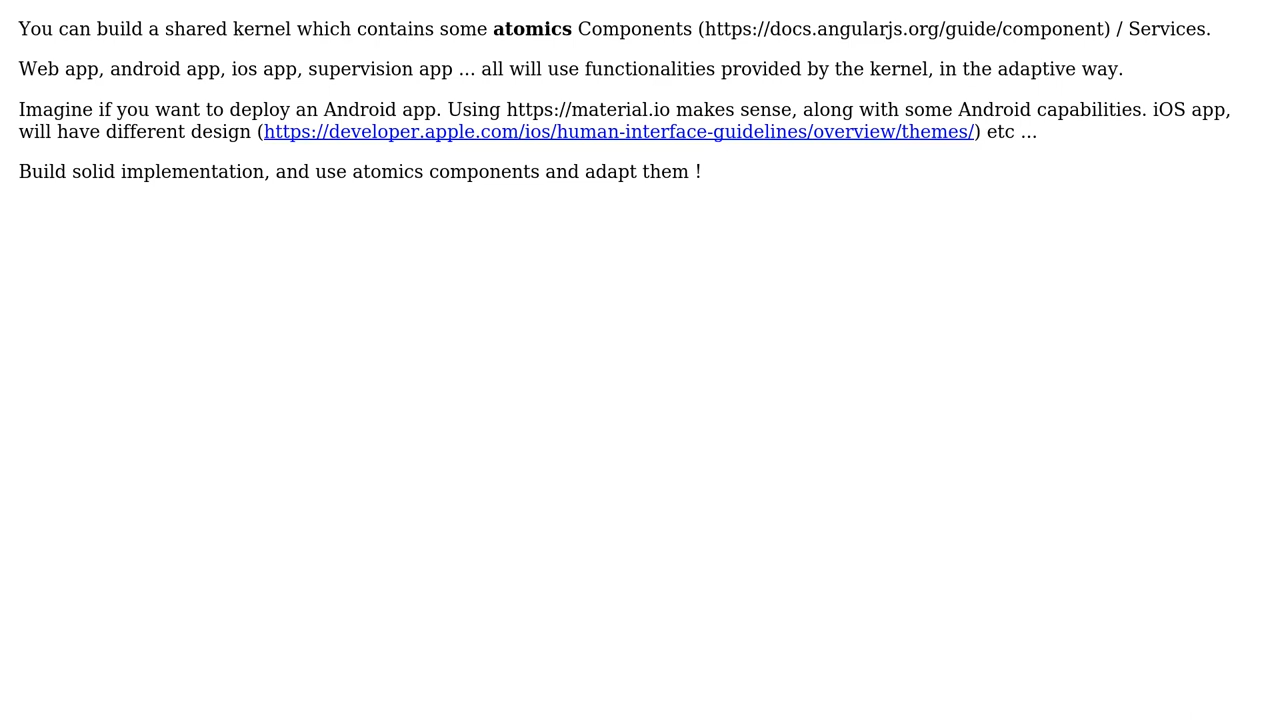 You can build a shared kernel which contains some atomics Components (https://docs.angularjs.org/guide/component) / Services.
Web app, android app, ios app, supervision app ... all will use functionalities provided by the kernel, in the adaptive way.
Imagine if you want to deploy an Android app. Using https://material.io makes sense, along with some Android capabilities. iOS app,
will have different design (https://developer.apple.com/ios/human-interface-guidelines/overview/themes/) etc ...
Build solid implementation, and use atomics components and adapt them !